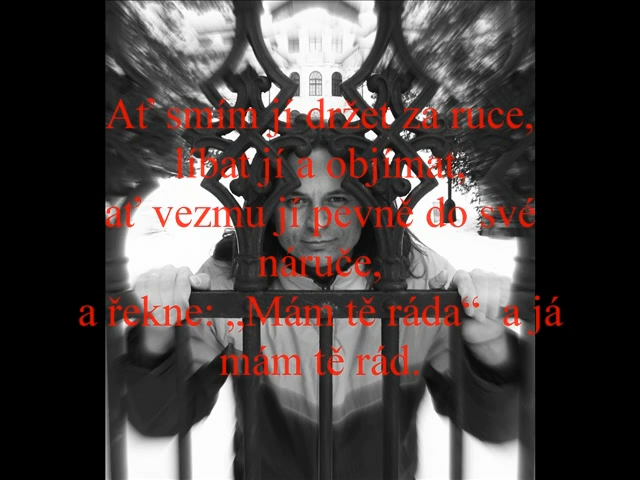 Ať smím jí držet za ruce,
líbat jí a objímat,
ať vezmu jí pevně do své
náruče,
a řekne: „Mám tě ráda“ a já
mám tě rád.